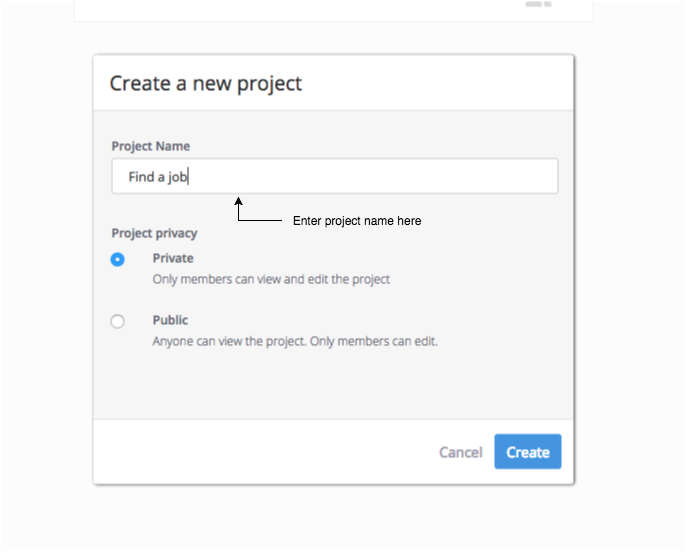 Create a new project
Project Name
Find a job
Enter project name here
Project privacy
Private
Only members can view and edit the project
Public
Anyone can view the project. Only members can edit.
Cancel
Create